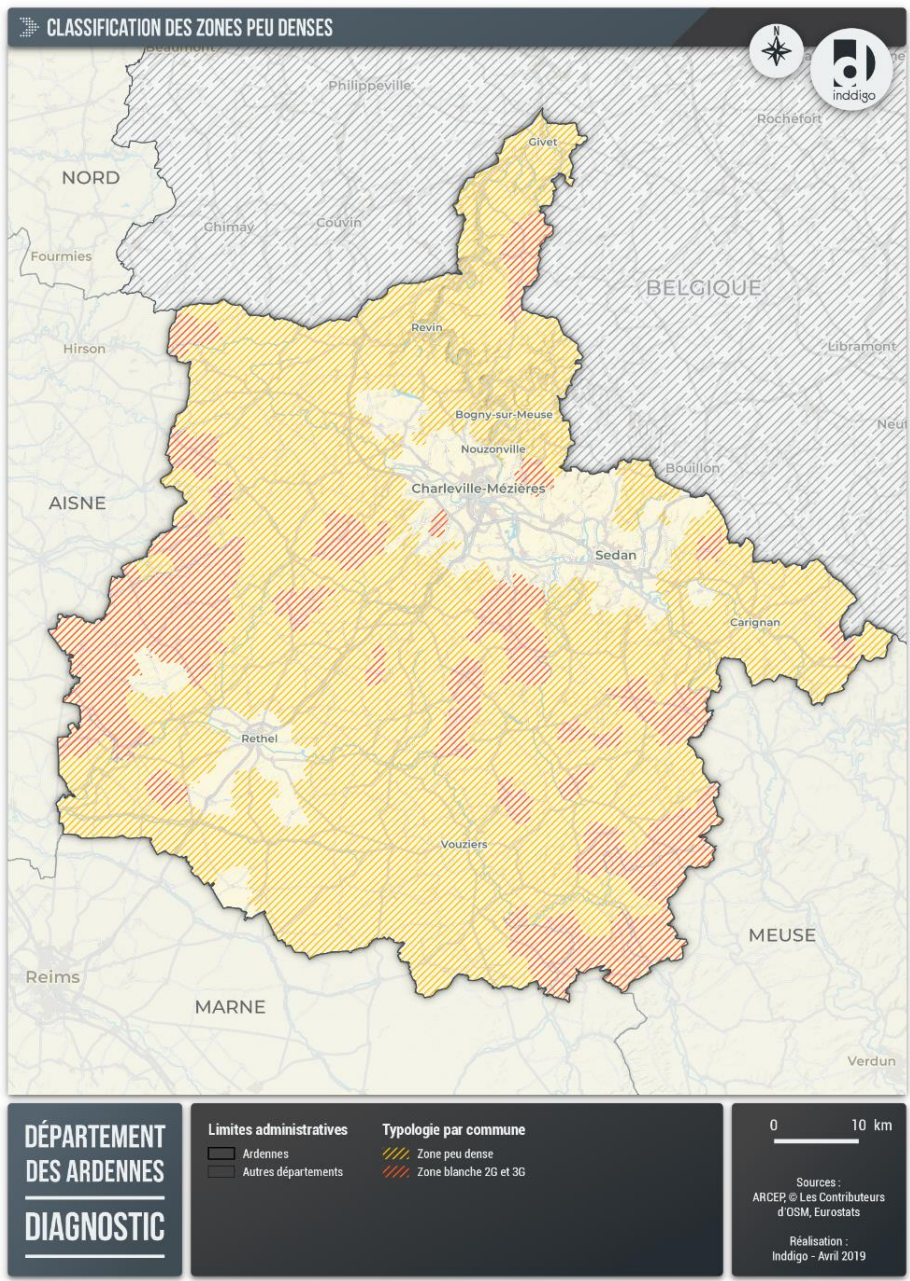 CLASSIFICATION DES ZONES PEU DENSES
N
inddigo
Beaumont
Philippeville
Rochefort
Givet
NORD
Chimay
Couvin
Fourmies
BELGIQUE
Revin
Hirson
Libramont
Bogny-sur-Meuse
Nouzonville
Bouillon
Charleville-Mézières
AISNE
Sedan
Carignan
Rethel
Vouziers
MEUSE
Reims
MARNE
Verdun
DÉPARTEMENT
DES ARDENNES
DIAGNOSTIC
Limites administratives
Ardennes
Autres départements
Typologie par commune
Zone peu dense
Zone blanche 2G et 3G
0 10 km
Sources :
ARCEP, © Les Contributeurs
d'OSM, Eurostats
Réalisation :
Inddigo - Avril 2019